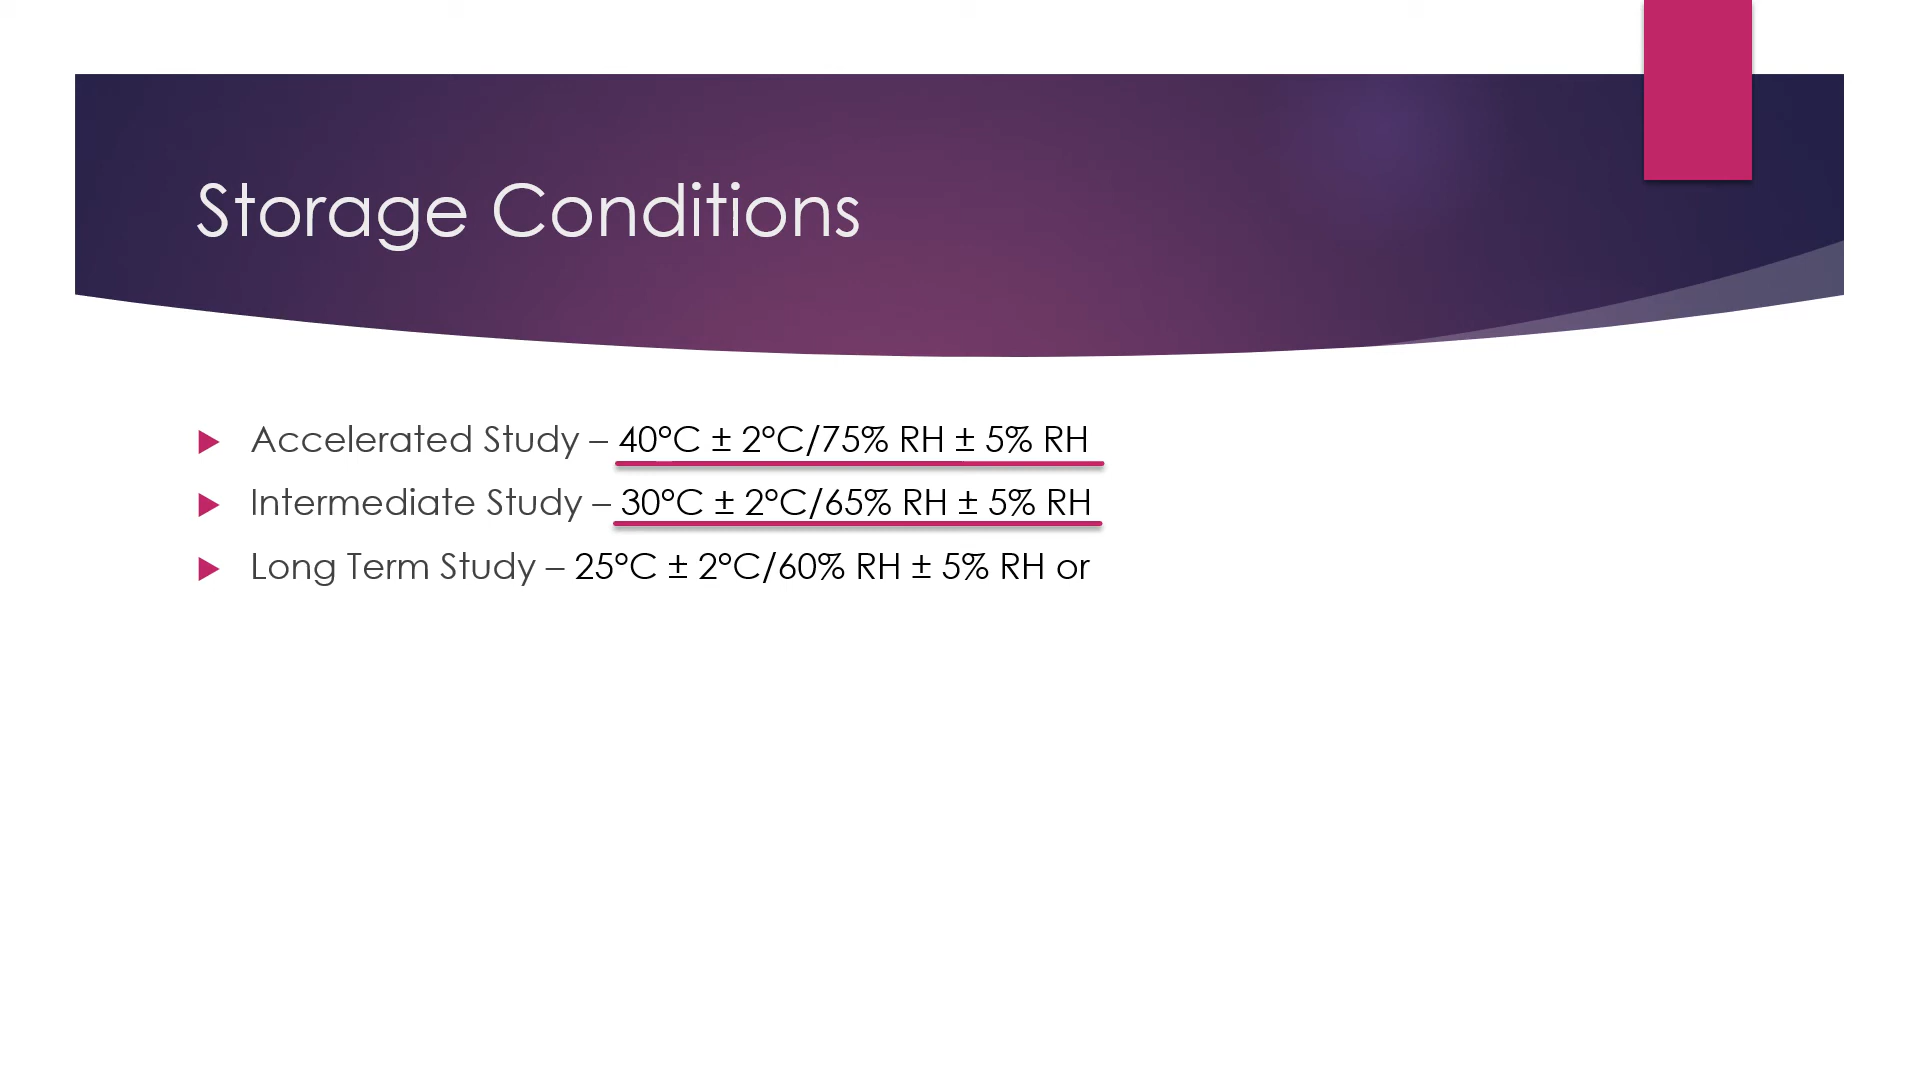 Storage Conditions
Accelerated Study – 40°C ± 2°C/75% RH ± 5% RH
Intermediate Study – 30°C ± 2°C/65% RH ± 5% RH
Long Term Study – 25°C ± 2°C/60% RH ± 5% RH or